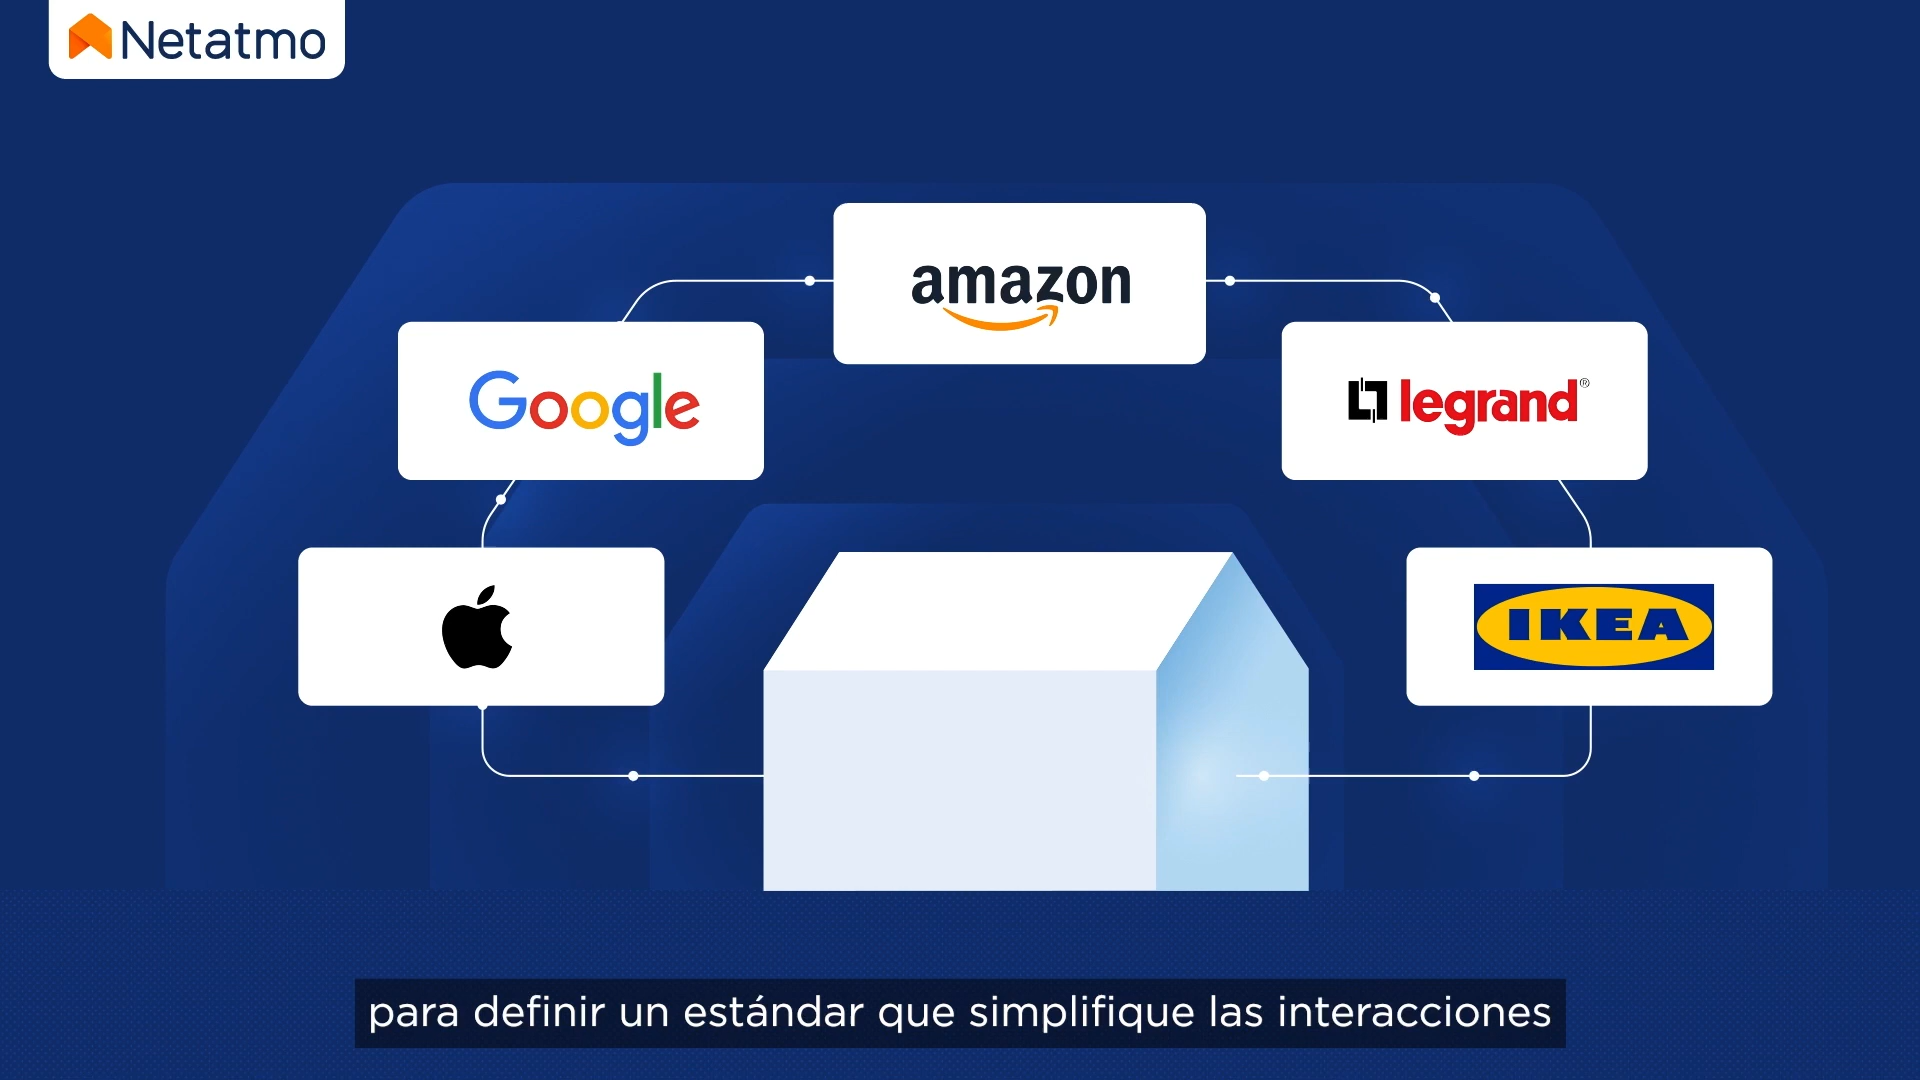 Netatmo
amazon
Google
legrand®
IKEA
para definir un estándar que simplifique las interacciones